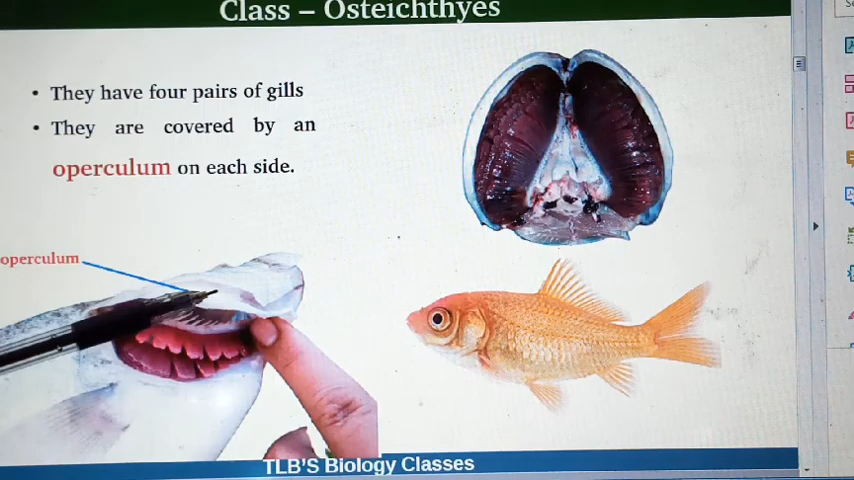 Class – Osteichthyes
• They have four pairs of gills
• They are covered by an
operculum on each side.
operculum
TLB'S Biology Classes